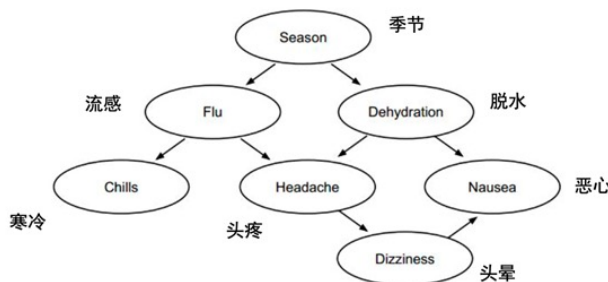 Season
季节
流感
Flu
Dehydration
脱水
Chills
Headache
Nausea
恶心
寒冷
头疼
Dizziness
头晕